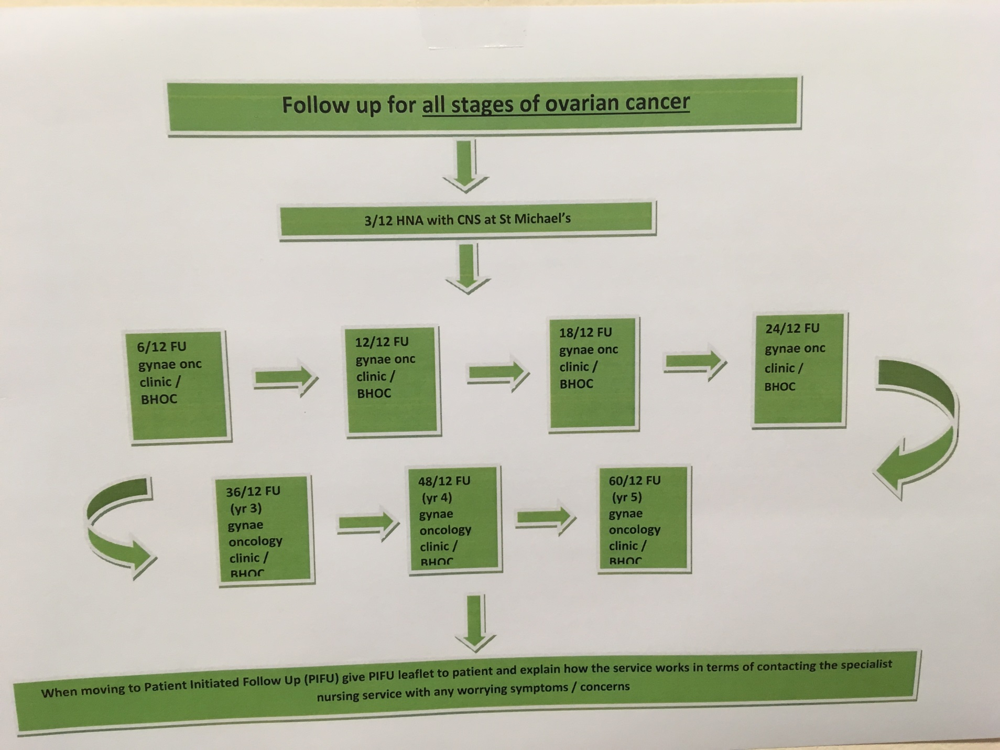 Follow up for all stages of ovarian cancer
3/12 HNA with CNS at St Michael's
6/12 FU
gynae onc
clinic /
BHOC
12/12 FU
gynae onc
clinic /
BHOC
18/12 FU
gynae onc
clinic /
BHOC
24/12 FU
gynae onc
clinic /
BHOC
36/12 FU
(yr 3)
gynae
oncology
clinic /
BHOC
48/12 FU
(yr 4)
gynae
oncology
clinic /
BHOC
60/12 FU
(yr 5)
gynae
oncology
clinic /
BHOC
When moving to Patient Initiated Follow Up (PIFU) give PIFU leaflet to patient and explain how the service works in terms of contacting the specialist
nursing service with any worrying symptoms / concerns